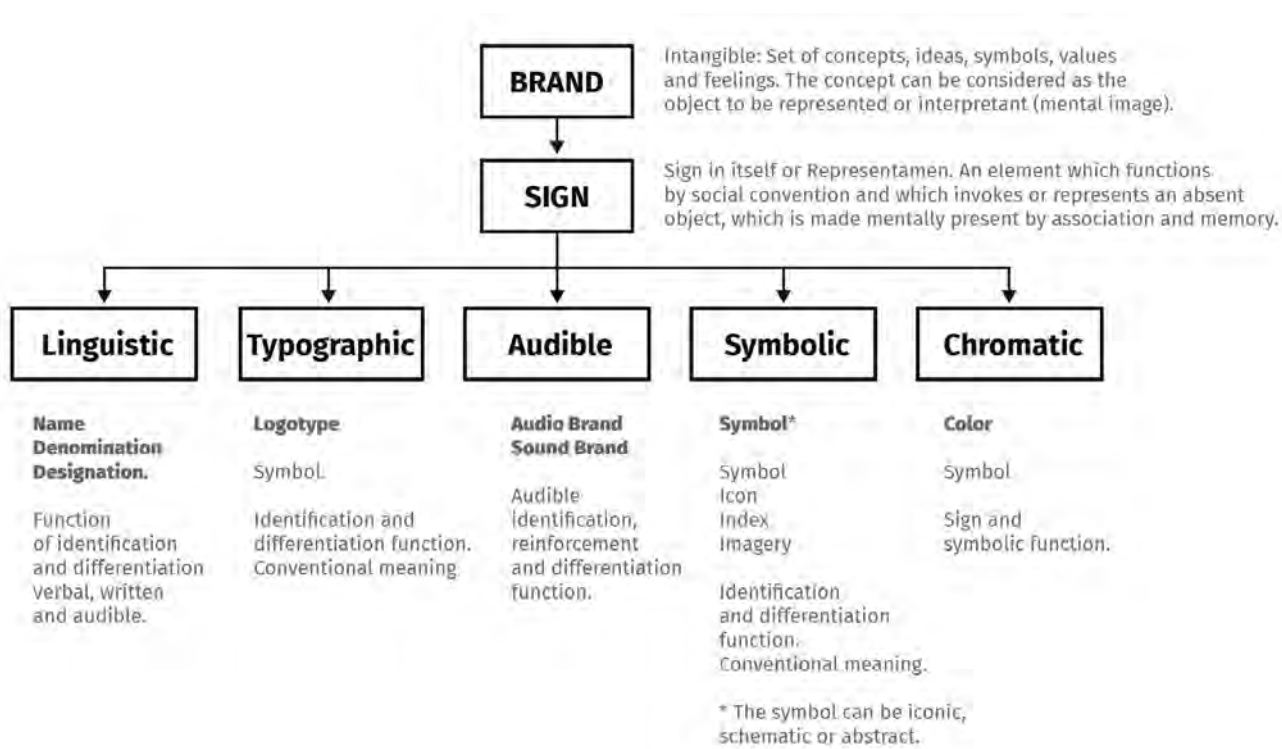 BRAND
Intangible: Set of concepts, ideas, symbols, values
and feelings. The concept can be considered as the
object to be represented or interpretant (mental image).
SIGN
Sign in itself or Representamen. An element which functions
by social convention and which invokes or represents an absent
object, which is made mentally present by association and memory.
Linguistic
Name
Denomination
Designation.
Function
of identification
and differentiation
verbal, written
and audible.
Typographic
Logotype
Symbol.
Identification and
differentiation function.
Conventional meaning
Audible
Audio Brand
Sound Brand
Audible
identification,
reinforcement
and differentiation
function.
Symbolic
Symbol*
Symbol
Icon
Index
Imagery
Identification
and differentiation
function.
Conventional meaning.
* The symbol can be iconic,
schematic or abstract.
Chromatic
Color
Symbol
Sign and
symbolic function.